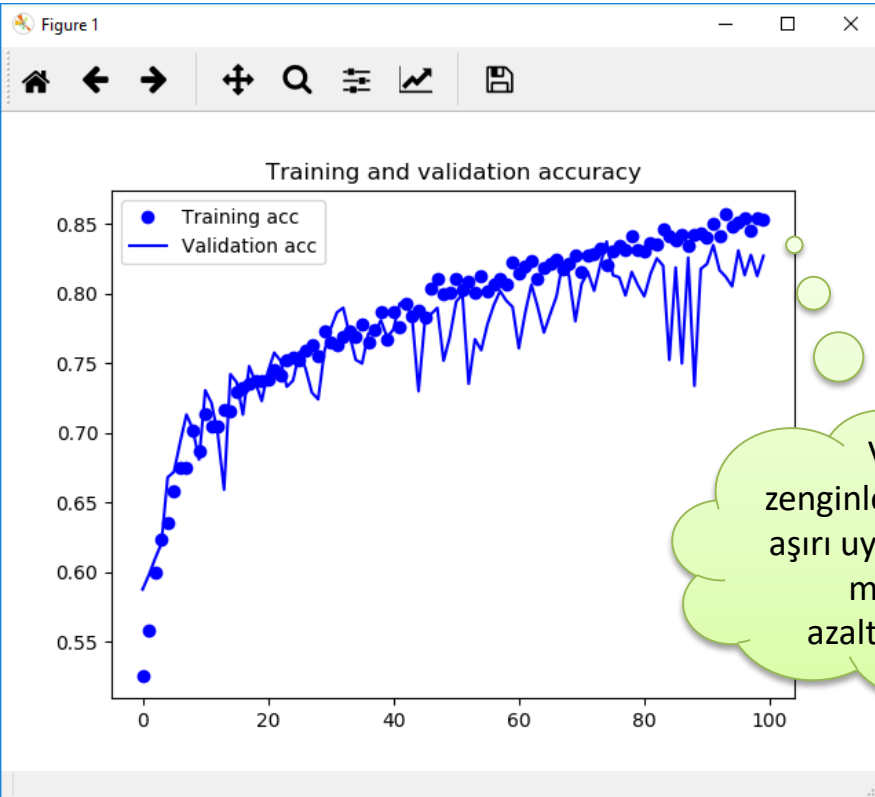 Figure 1
Training and validation accuracy
Training acc
Validation acc
0.85
0.80
0.75
0.70
0.65
0.60
0.55
0 20 40 60 80 100
zenginle
aşırı uy
m
azalt